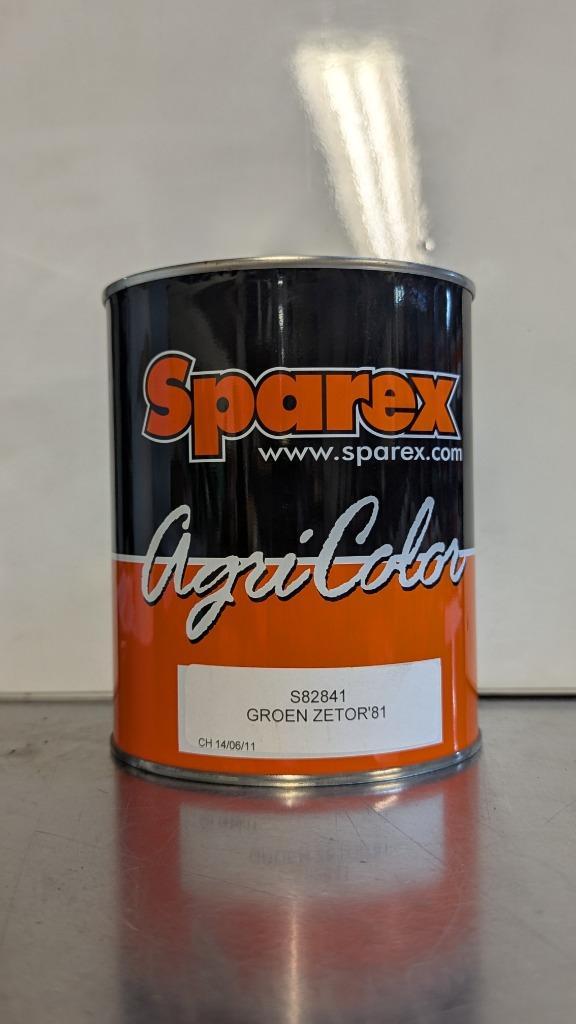 Sparex
www.sparex.com
AgriColor
S82841
GROEN ZETOR'81
CH 14/06/11